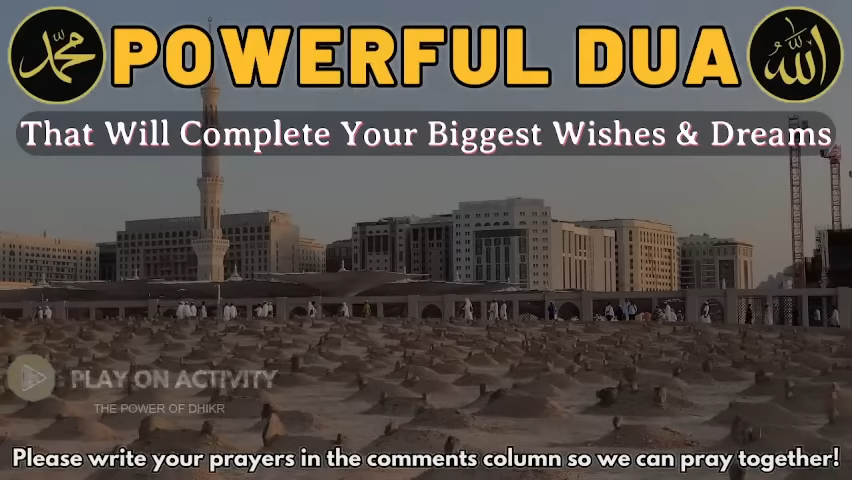 محمد
POWERFUL DUA
الله
That Will Complete Your Biggest Wishes & Dreams
PLAY ON ACTIVITY
THE POWER OF DHIKR
Please write your prayers in the comments column so we can pray together!